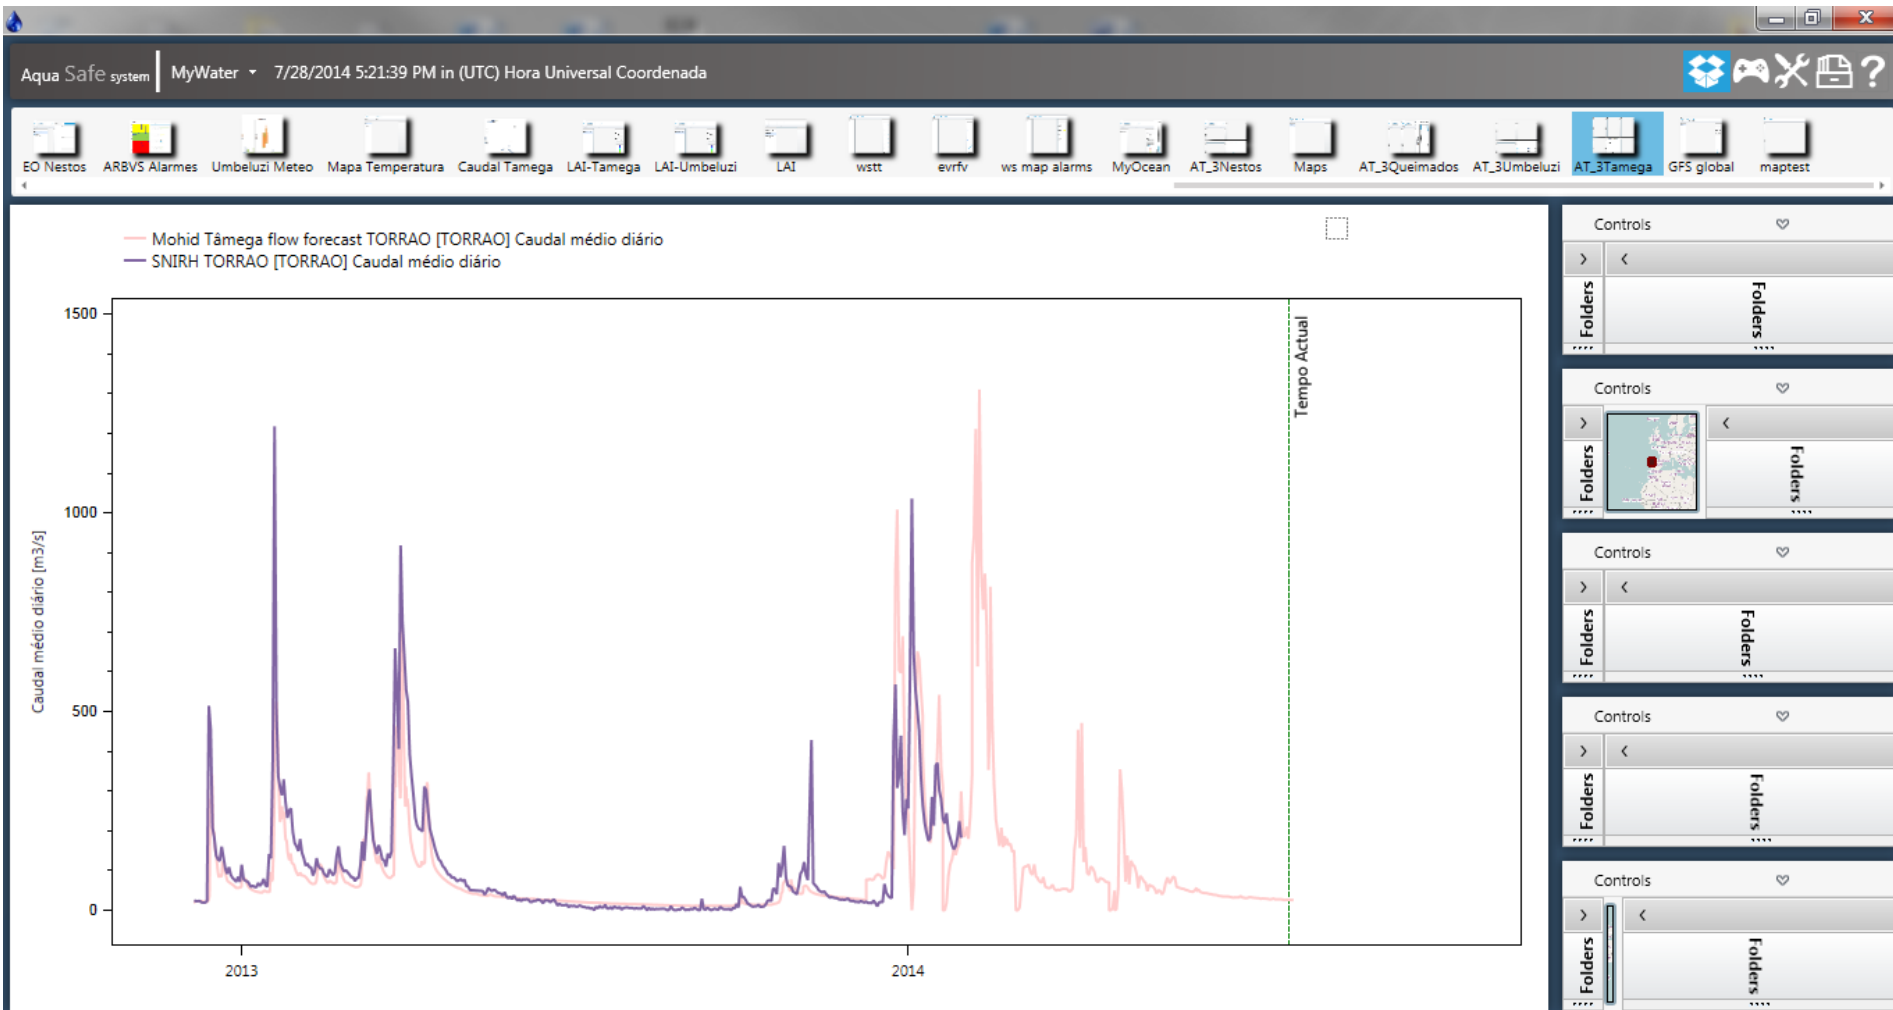 Aqua Safe system MyWater 7/28/2014 5:21:39 PM in (UTC) Hora Universal Coordenada
?
EO Nestos ARBVS Alarmes Umbeluzi Meteo Mapa Temperatura Caudal Tamega LAI-Tamega LAI-Umbeluzi LAI wstt evrfv ws map alarms MyOcean AT_3Nestos Maps AT_3Queimados AT_3Umbeluzi AT_3Tamega GFS global maptest
Mohid Tâmega flow forecast TORRAO [TORRAO] Caudal médio diário
SNIRH TORRAO [TORRAO] Caudal médio diário
Caudal médio diário [m3/s]
1500
1000
500
0
2013
2014
Tempo Actual
Controls
Folders
Folders
Controls
Folders
Folders
Controls
Folders
Folders
Controls
Folders
Folders
Controls
Folders
Folders